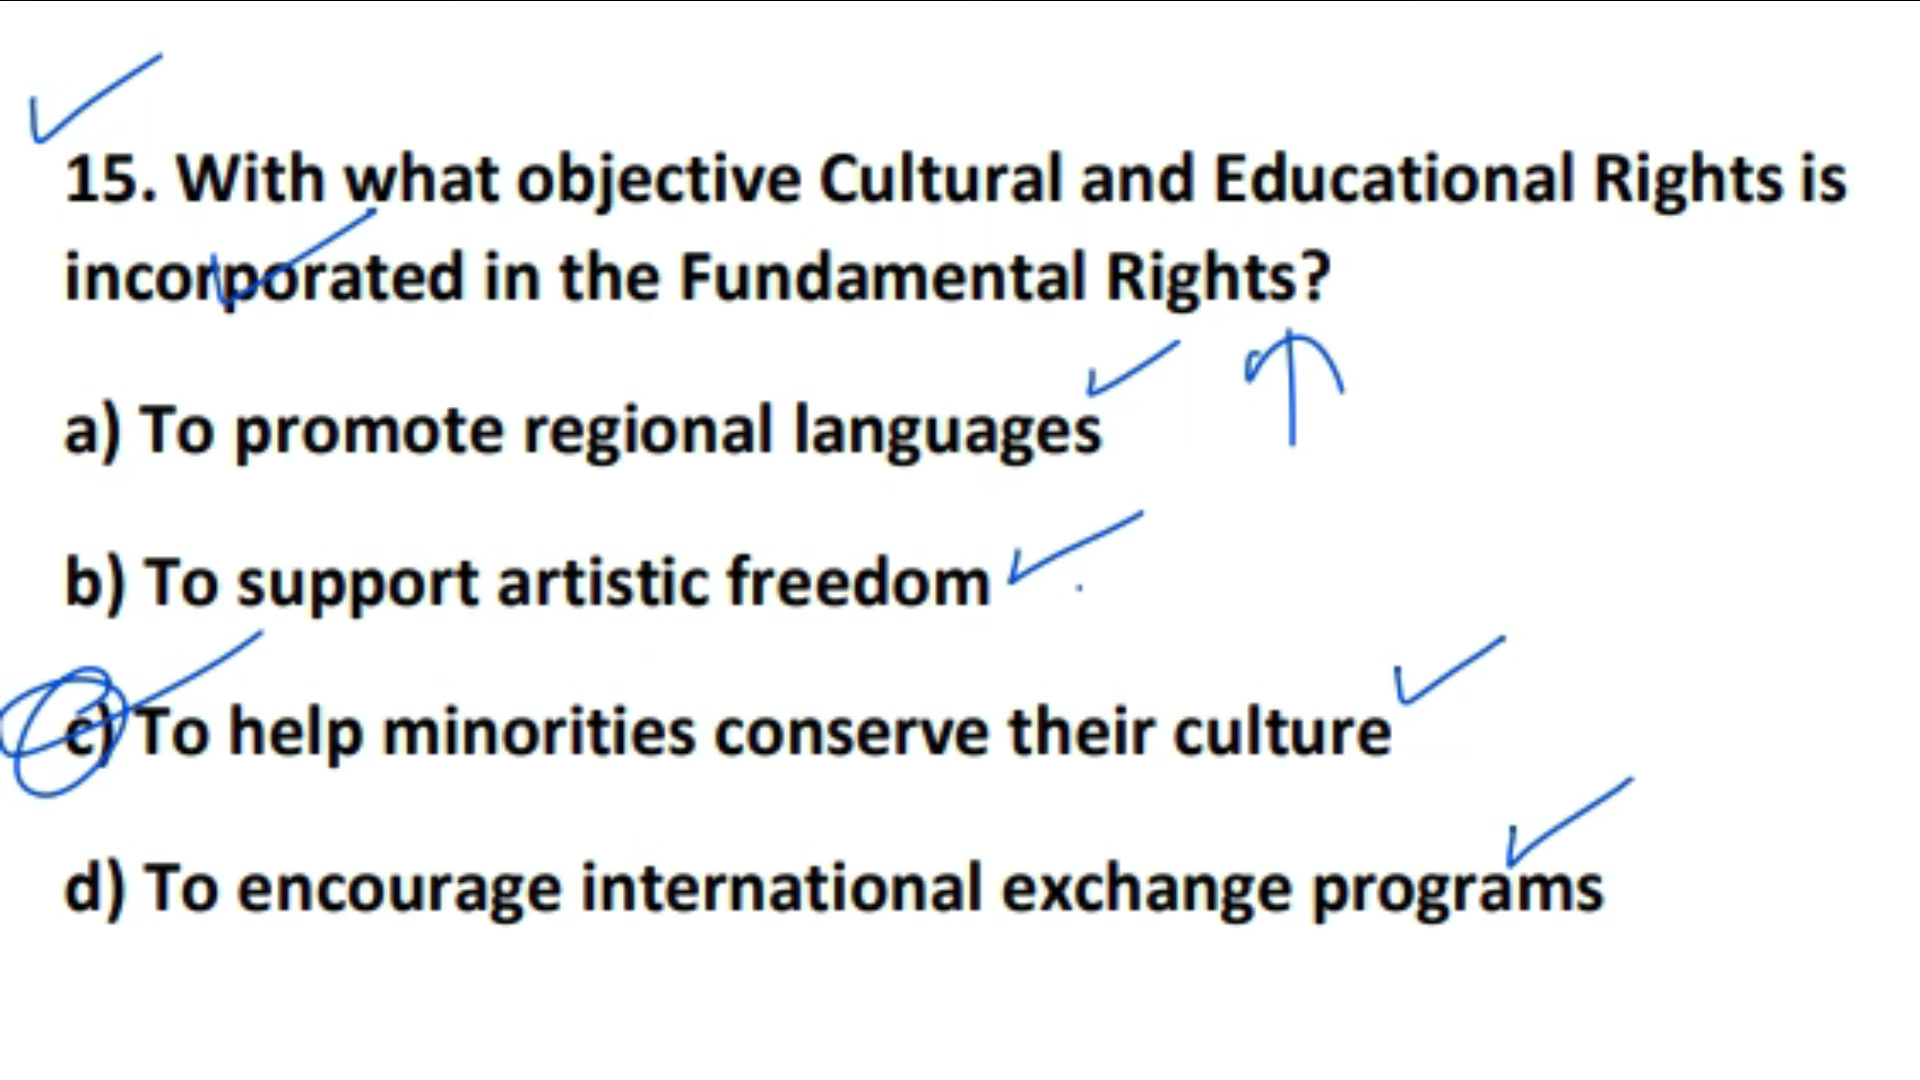 15. With what objective Cultural and Educational Rights is
incorporated in the Fundamental Rights?
a) To promote regional languages
b) To support artistic freedom
c) To help minorities conserve their culture
d) To encourage international exchange programs